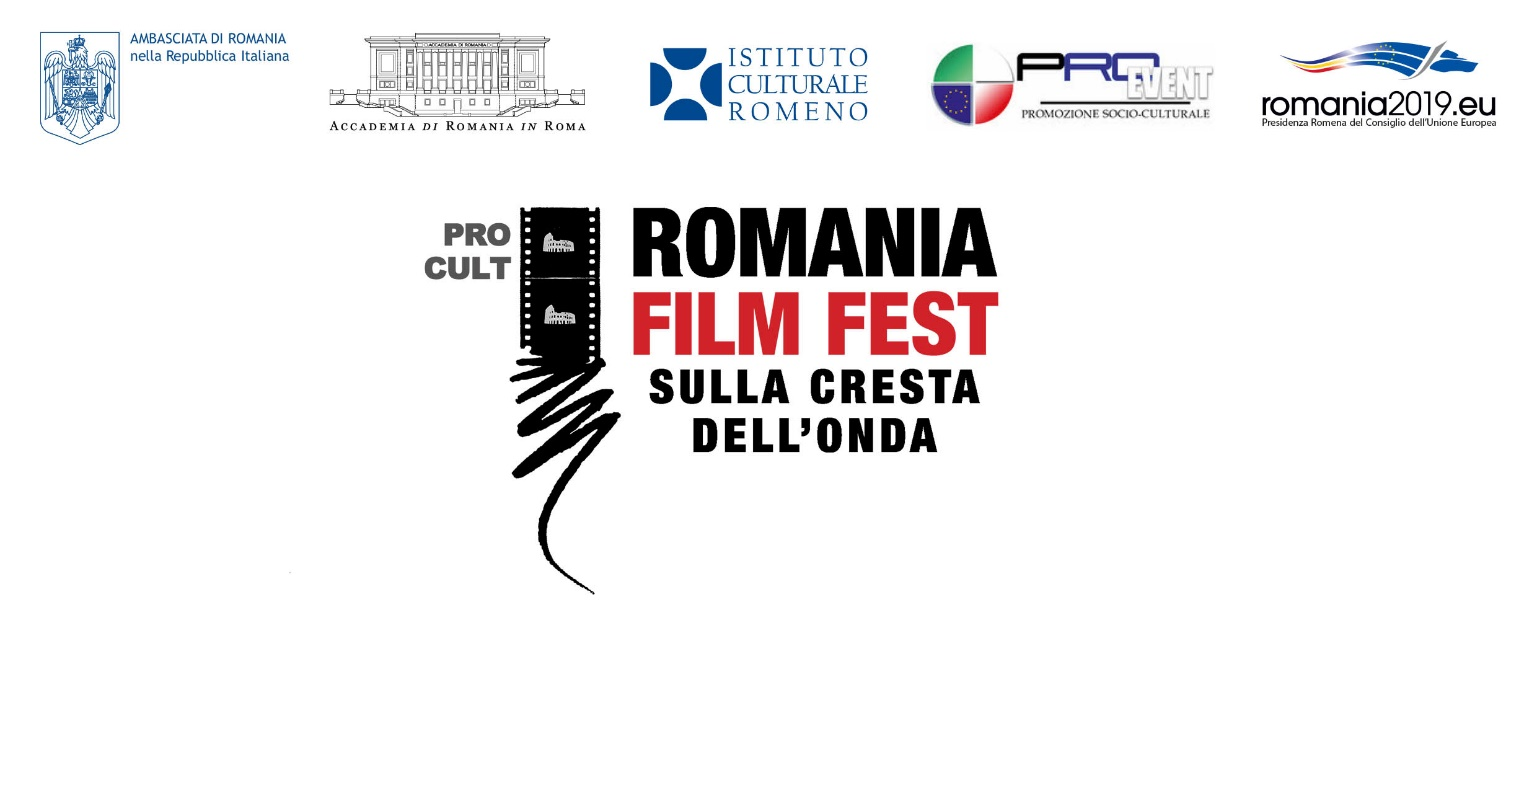 AMBASCIATA DI ROMANIA
nella Repubblica Italiana
ACCADEMIA DI ROMANIA
ACCADEMIA DI ROMANIA IN ROMA
ISTITUTO
CULTURALE
ROMENO
PRO
EVENT
PROMOZIONE SOCIO-CULTURALE
romania2019.eu
Presidenza Romena del Consiglio dell'Unione Europea
PRO
CULT
ROMANIA
FILM FEST
SULLA CRESTA
DELL’ONDA